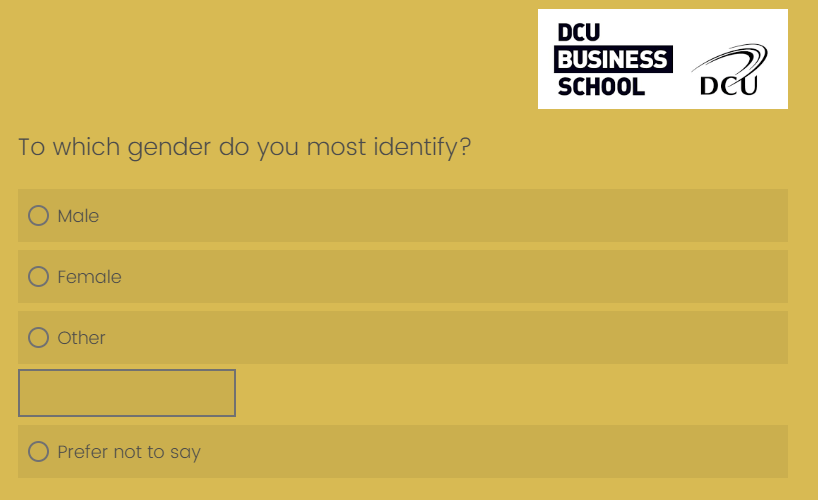 DCU
BUSINESS
SCHOOL
DCU
To which gender do you most identify?
Male
Female
Other
Prefer not to say